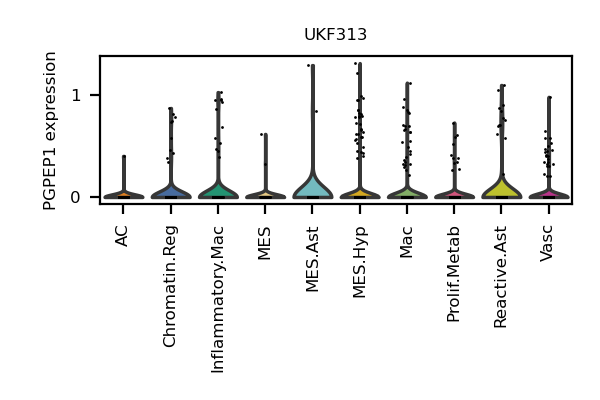 UKF313
PGPEP1 expression
1
0
AC
Chromatin.Reg
Inflammatory.Mac
MES
MES.Ast
MES.Hyp
Mac
Prolif.Metab
Reactive.Ast
Vasc